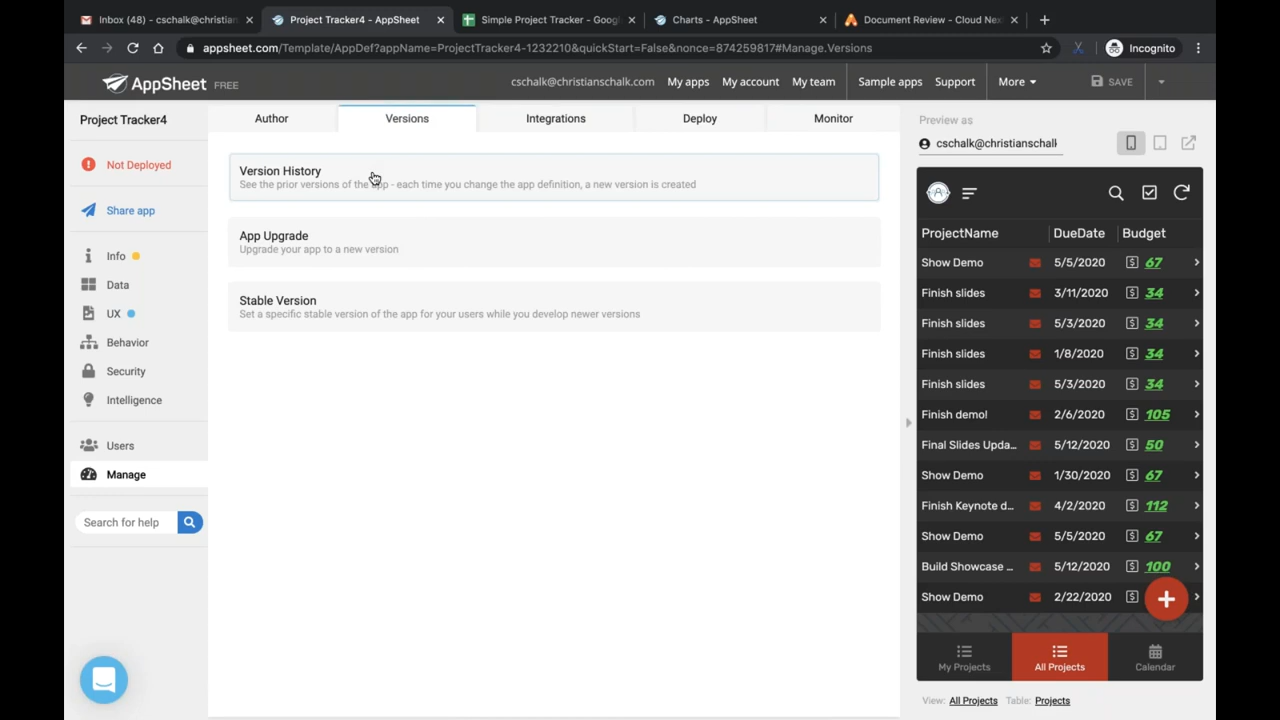 Inbox (48) - cschalk@christian
Project Tracker4 - AppSheet
Simple Project Tracker - Goog
Charts - AppSheet
Document Review - Cloud Nex
appsheet.com/Template/AppDef?appName=ProjectTracker4-1232210&quickStart=False&nonce=874259817#Manage.Versions
Incognito
AppSheet FREE
cschalk@christianschalk.com
My apps
My account
My team
Sample apps
Support
More
SAVE
Project Tracker4
Not Deployed
Share app
Info
Data
UX
Behavior
Security
Intelligence
Users
Manage
Search for help
Author
Versions
Integrations
Deploy
Monitor
Version History
See the prior versions of the app - each time you change the app definition, a new version is created
App Upgrade
Upgrade your app to a new version
Stable Version
Set a specific stable version of the app for your users while you develop newer versions
Preview as
cschalk@christianschalk
ProjectName DueDate Budget
Show Demo 5/5/2020 67
Finish slides 3/11/2020 34
Finish slides 5/3/2020 34
Finish slides 1/8/2020 34
Finish slides 5/3/2020 34
Finish demo! 2/6/2020 105
Final Slides Upda... 5/12/2020 50
Show Demo 1/30/2020 67
Finish Keynote d... 4/2/2020 112
Show Demo 5/5/2020 67
Build Showcase ... 5/12/2020 100
Show Demo 2/22/2020
My Projects
All Projects
Calendar
View: All Projects Table: Projects